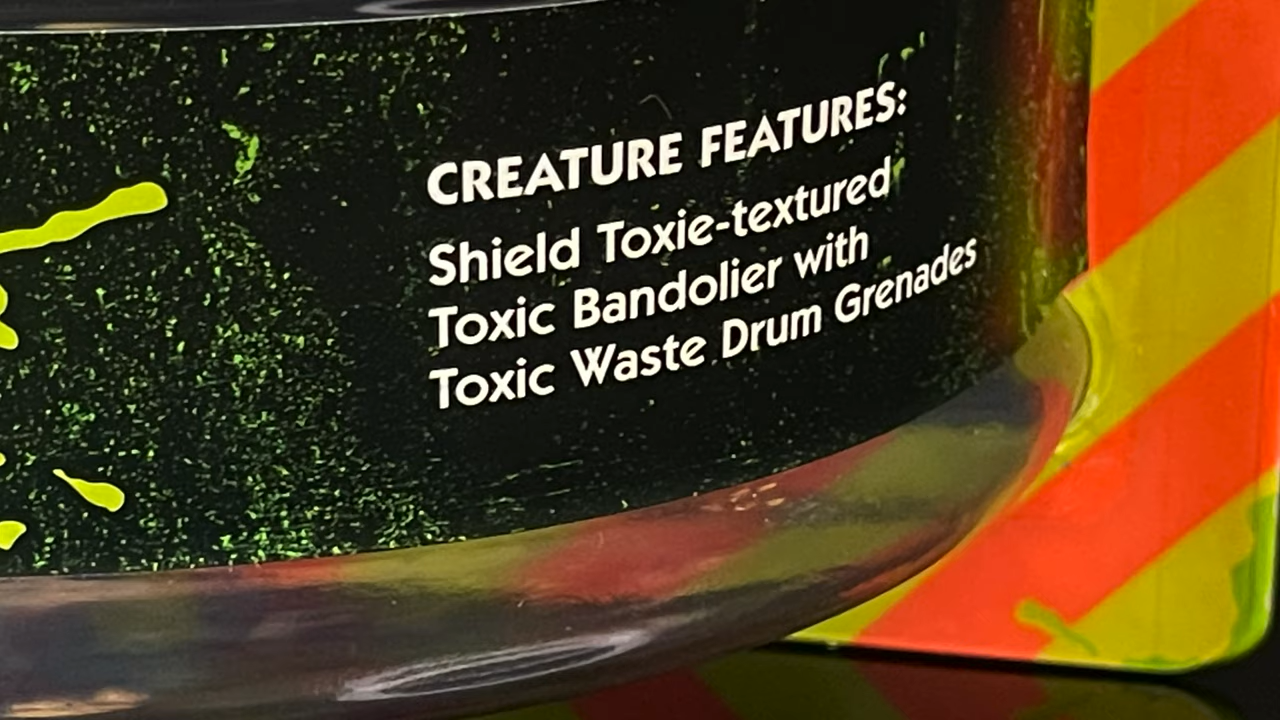 CREATURE FEATURES:
Shield Toxie-textured
Toxic Bandolier with
Toxic Waste Drum Grenades